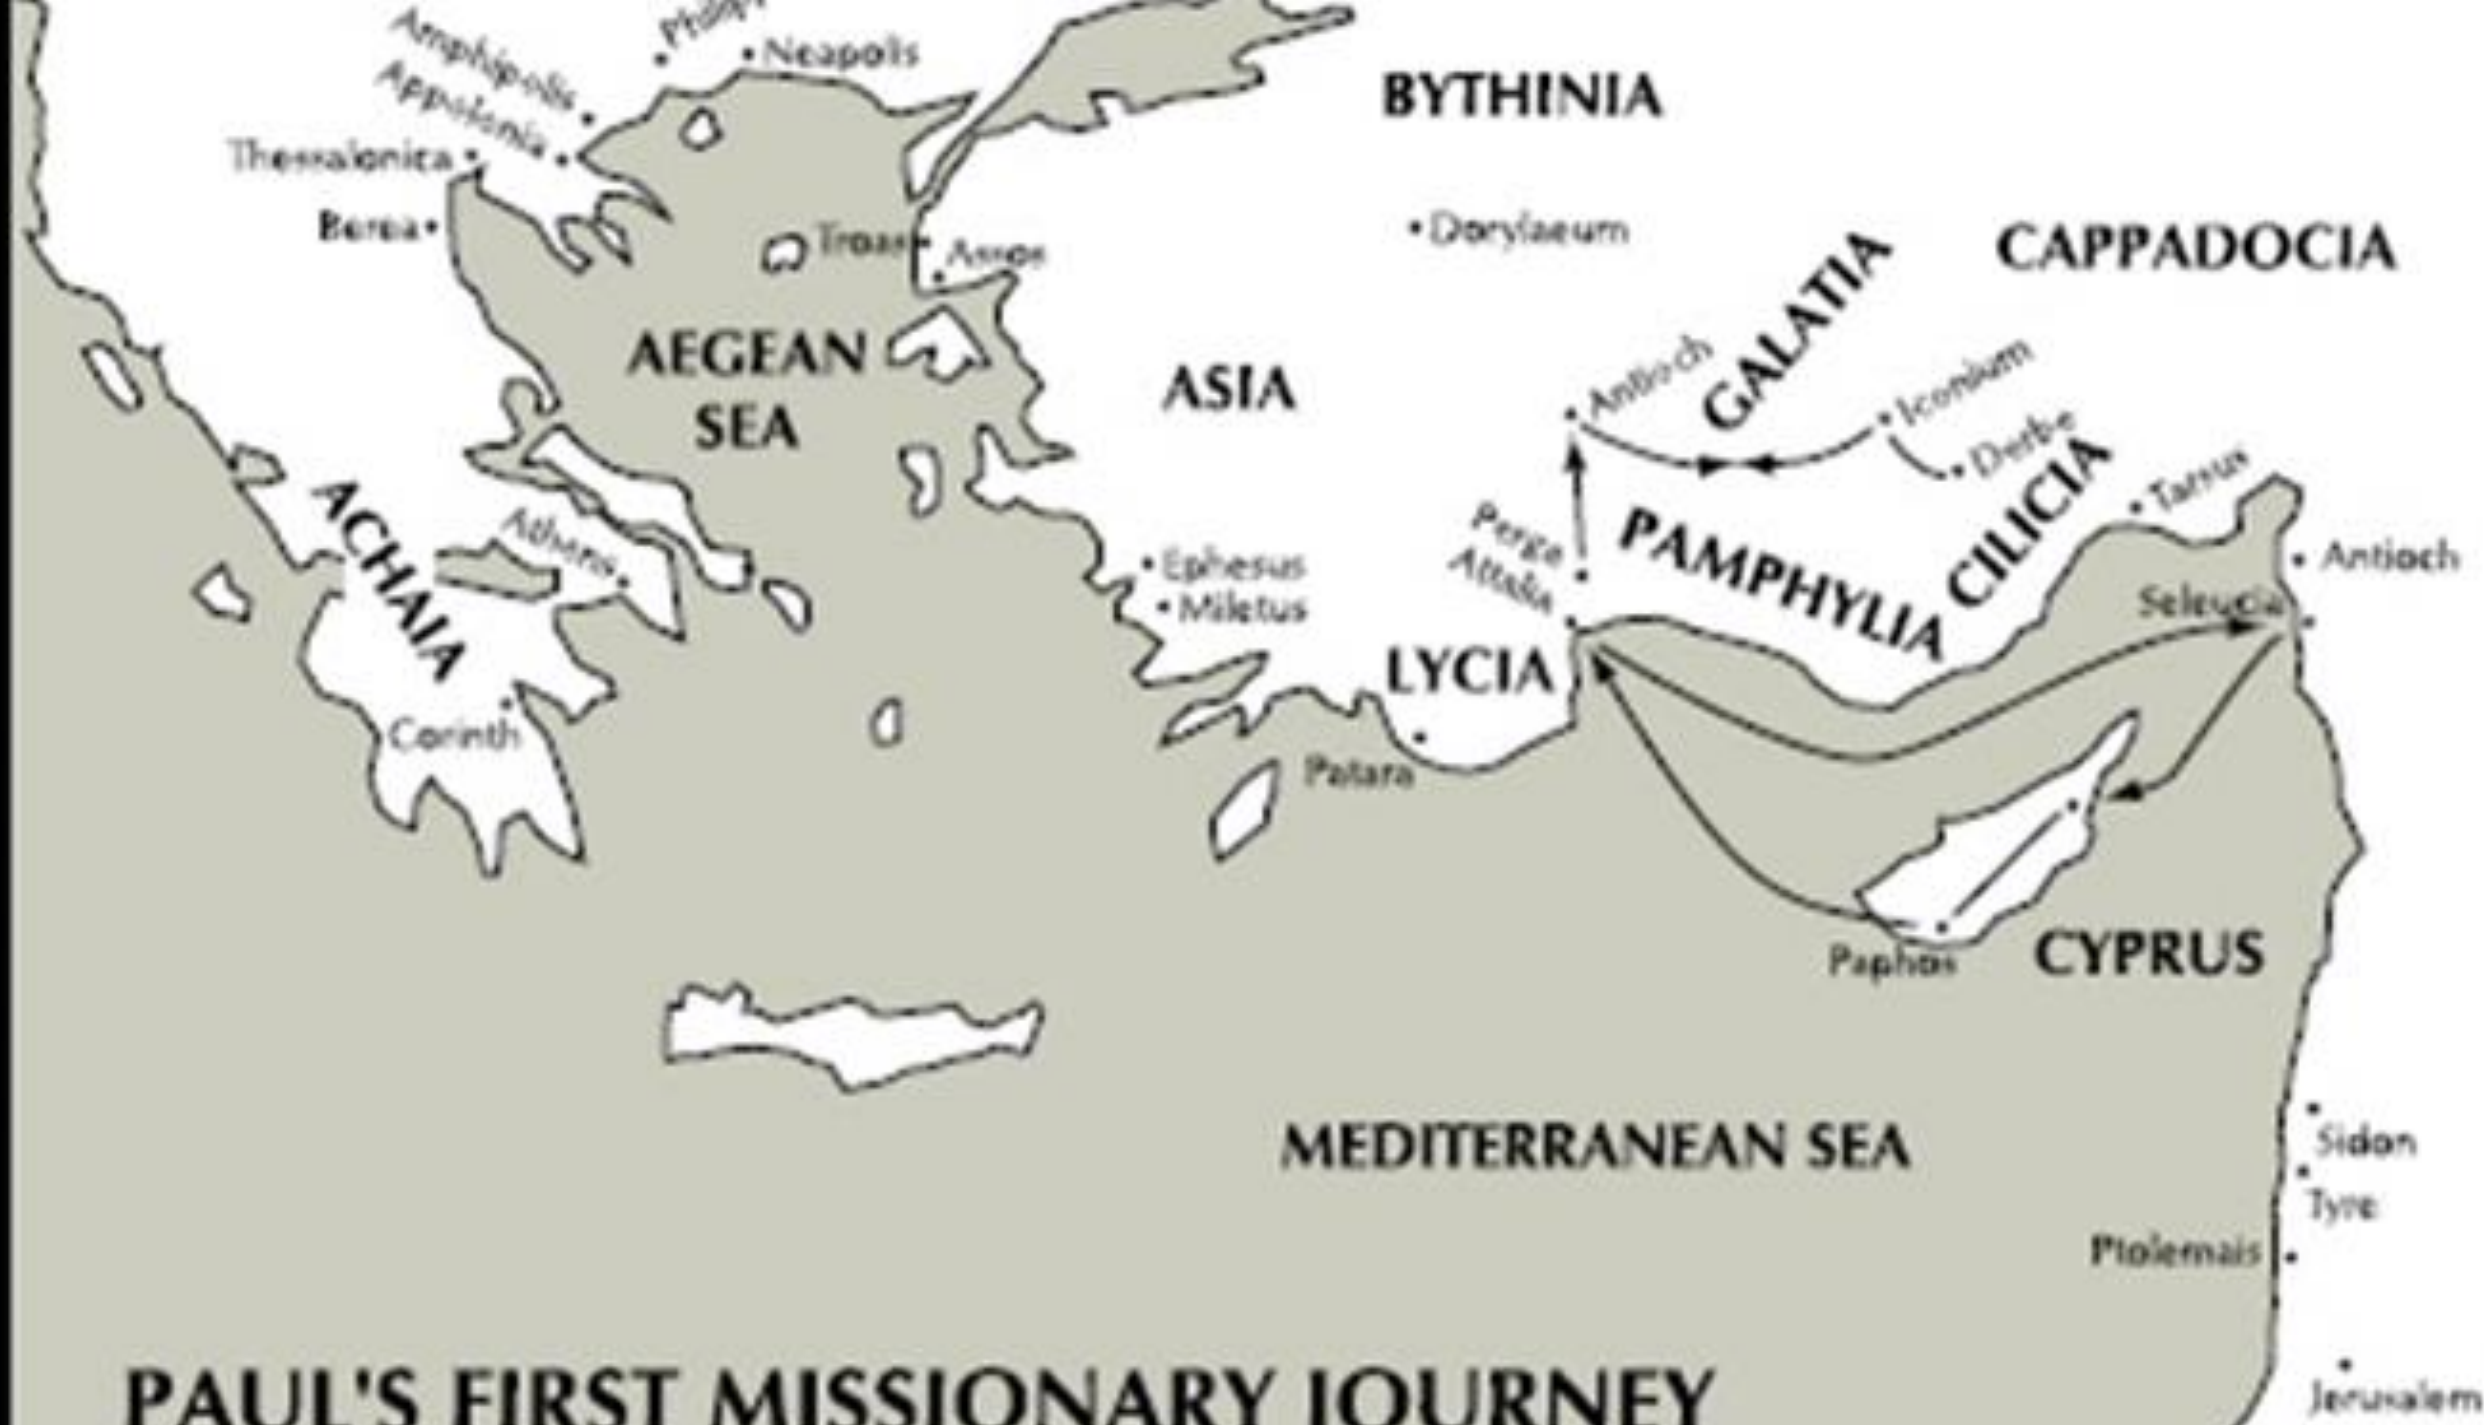 Neapolis
Amphipolis
Appolonia
BYTHINIA
Thessalonica
Berea
Troas
Assos
Dorylaeum
CAPPADOCIA
GALATIA
AEGEAN
SEA
ASIA
Antioch
Iconium
Derbe
CILICIA
Tarsus
ACHAIA
Athens
Perga
Attalia
PAMPHYLIA
Ephesus
Miletus
Antioch
Seleucia
LYCIA
Corinth
Patara
Paphos
CYPRUS
MEDITERRANEAN SEA
Sidon
Tyre
Ptolemais
PAUL'S FIRST MISSIONARY JOURNEY
Jerusalem